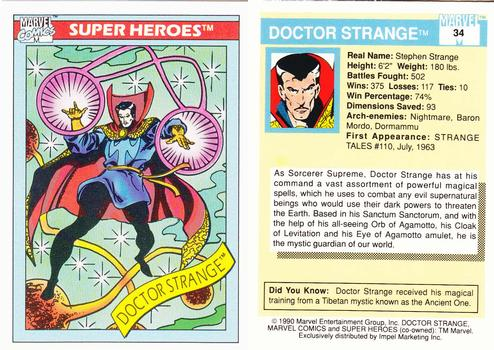 MARVEL
COMICS
SUPER HEROES™
DOCTOR STRANGE™
MARVEL™
34
DOCTOR STRANGE™
Real Name: Stephen Strange
Height: 6'2" Weight: 180 lbs.
Battles Fought: 502
Wins: 375 Losses: 117 Ties: 10
Win Percentage: 74%
Dimensions Saved: 93
Arch-enemies: Nightmare, Baron
Mordo, Dormammu
First Appearance: STRANGE
TALES #110, July, 1963
As Sorcerer Supreme, Doctor Strange has at his
command a vast assortment of powerful magical
spells, which he uses to combat any evil supernatural
beings who would use their dark powers to threaten
the Earth. Based in his Sanctum Sanctorum, and with
the help of his all-seeing Orb of Agamotto, his Cloak
of Levitation and his Eye of Agamotto amulet, he is
the mystic guardian of our world.
Did You Know: Doctor Strange received his magical
training from a Tibetan mystic known as the Ancient One.
© 1990 Marvel Entertainment Group, Inc. DOCTOR STRANGE,
MARVEL COMICS and SUPER HEROES (co-owned): TM Marvel.
Exclusively distributed by Impel Marketing Inc.